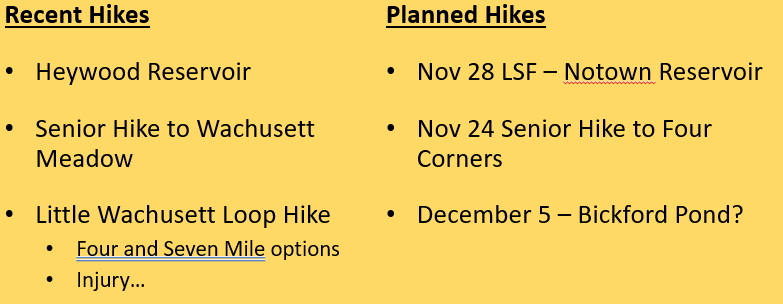 Recent Hikes
• Heywood Reservoir
• Senior Hike to Wachusett
Meadow
• Little Wachusett Loop Hike
• Four and Seven Mile options
• Injury...
Planned Hikes
• Nov 28 LSF – Notown Reservoir
• Nov 24 Senior Hike to Four
Corners
• December 5 – Bickford Pond?